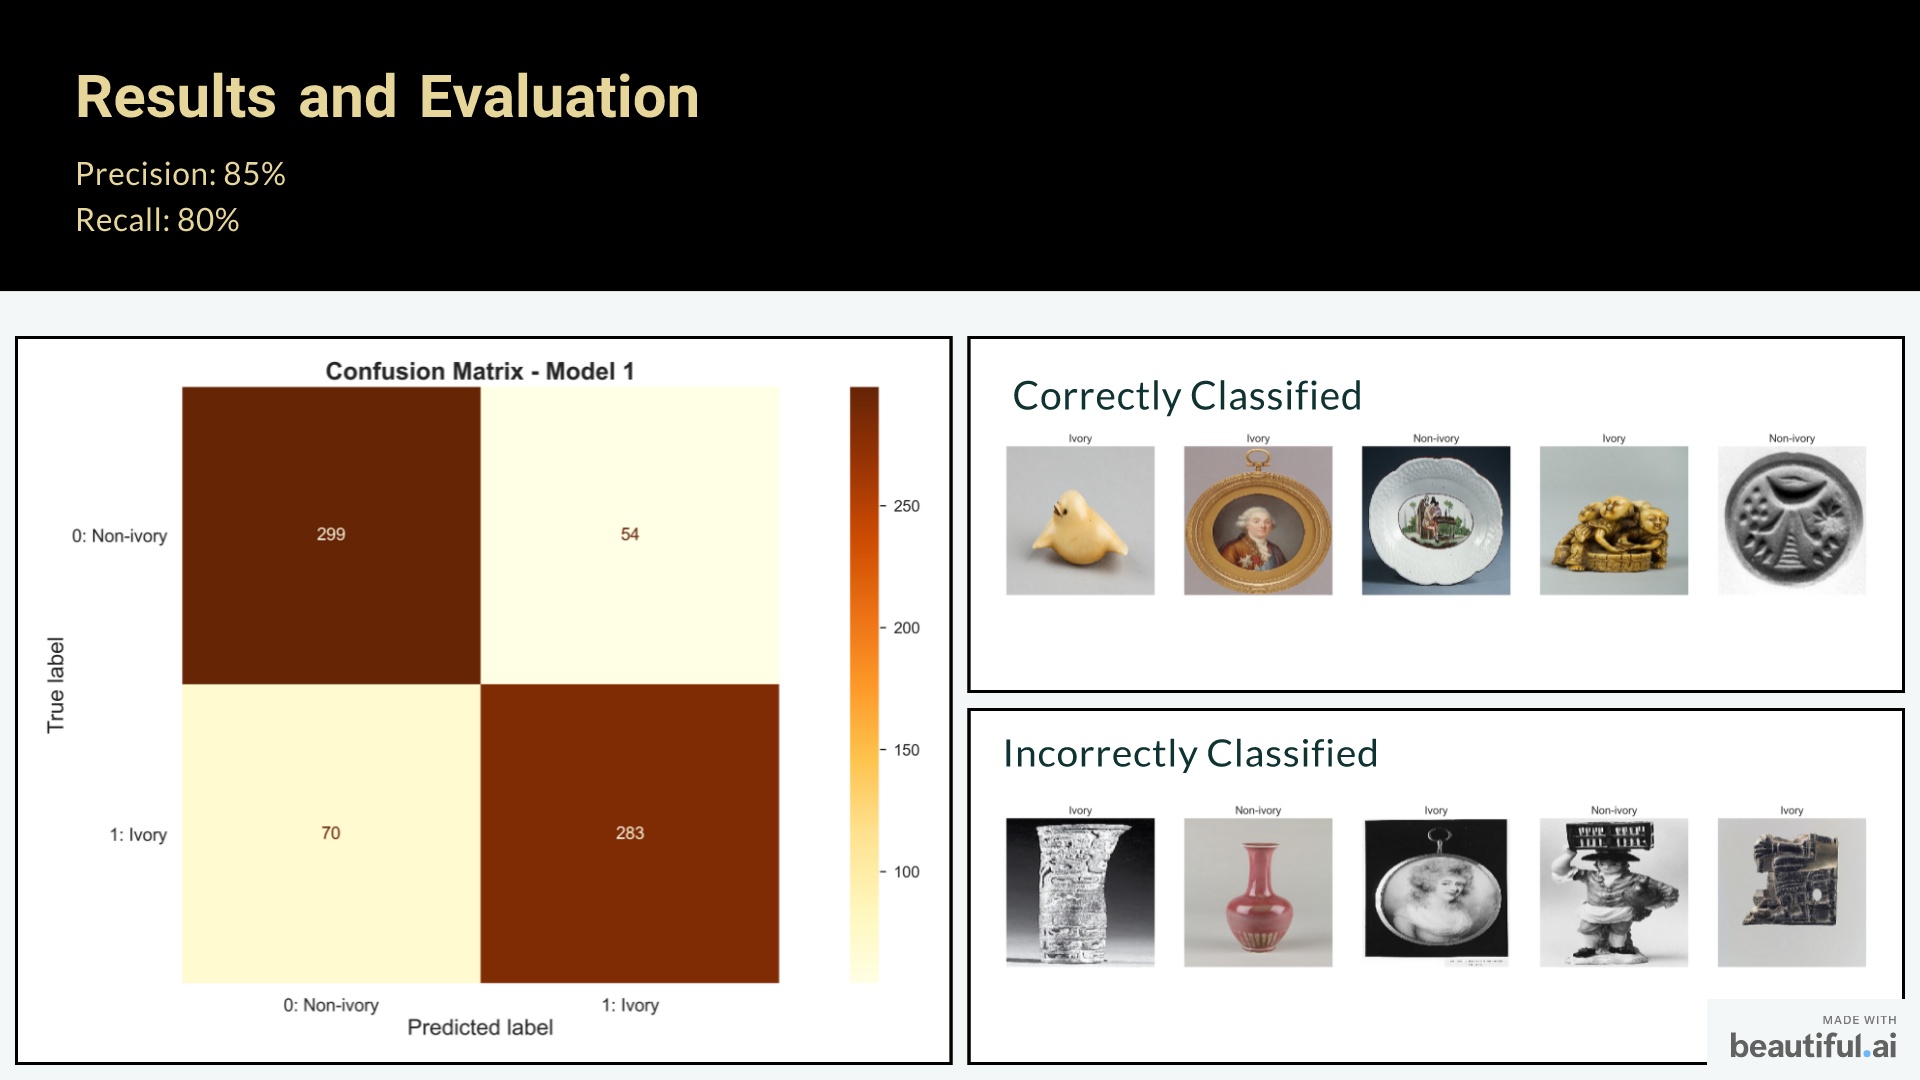 Results and Evaluation
Precision: 85%
Recall: 80%
Confusion Matrix - Model 1
299
54
70
283
0: Non-ivory
1: Ivory
True label
0: Non-ivory
1: Ivory
Predicted label
250
200
150
100
Correctly Classified
Ivory
Ivory
Non-ivory
Ivory
Non-ivory
Incorrectly Classified
Ivory
Non-ivory
Ivory
Non-ivory
Ivory
MADE WITH
beautiful.ai